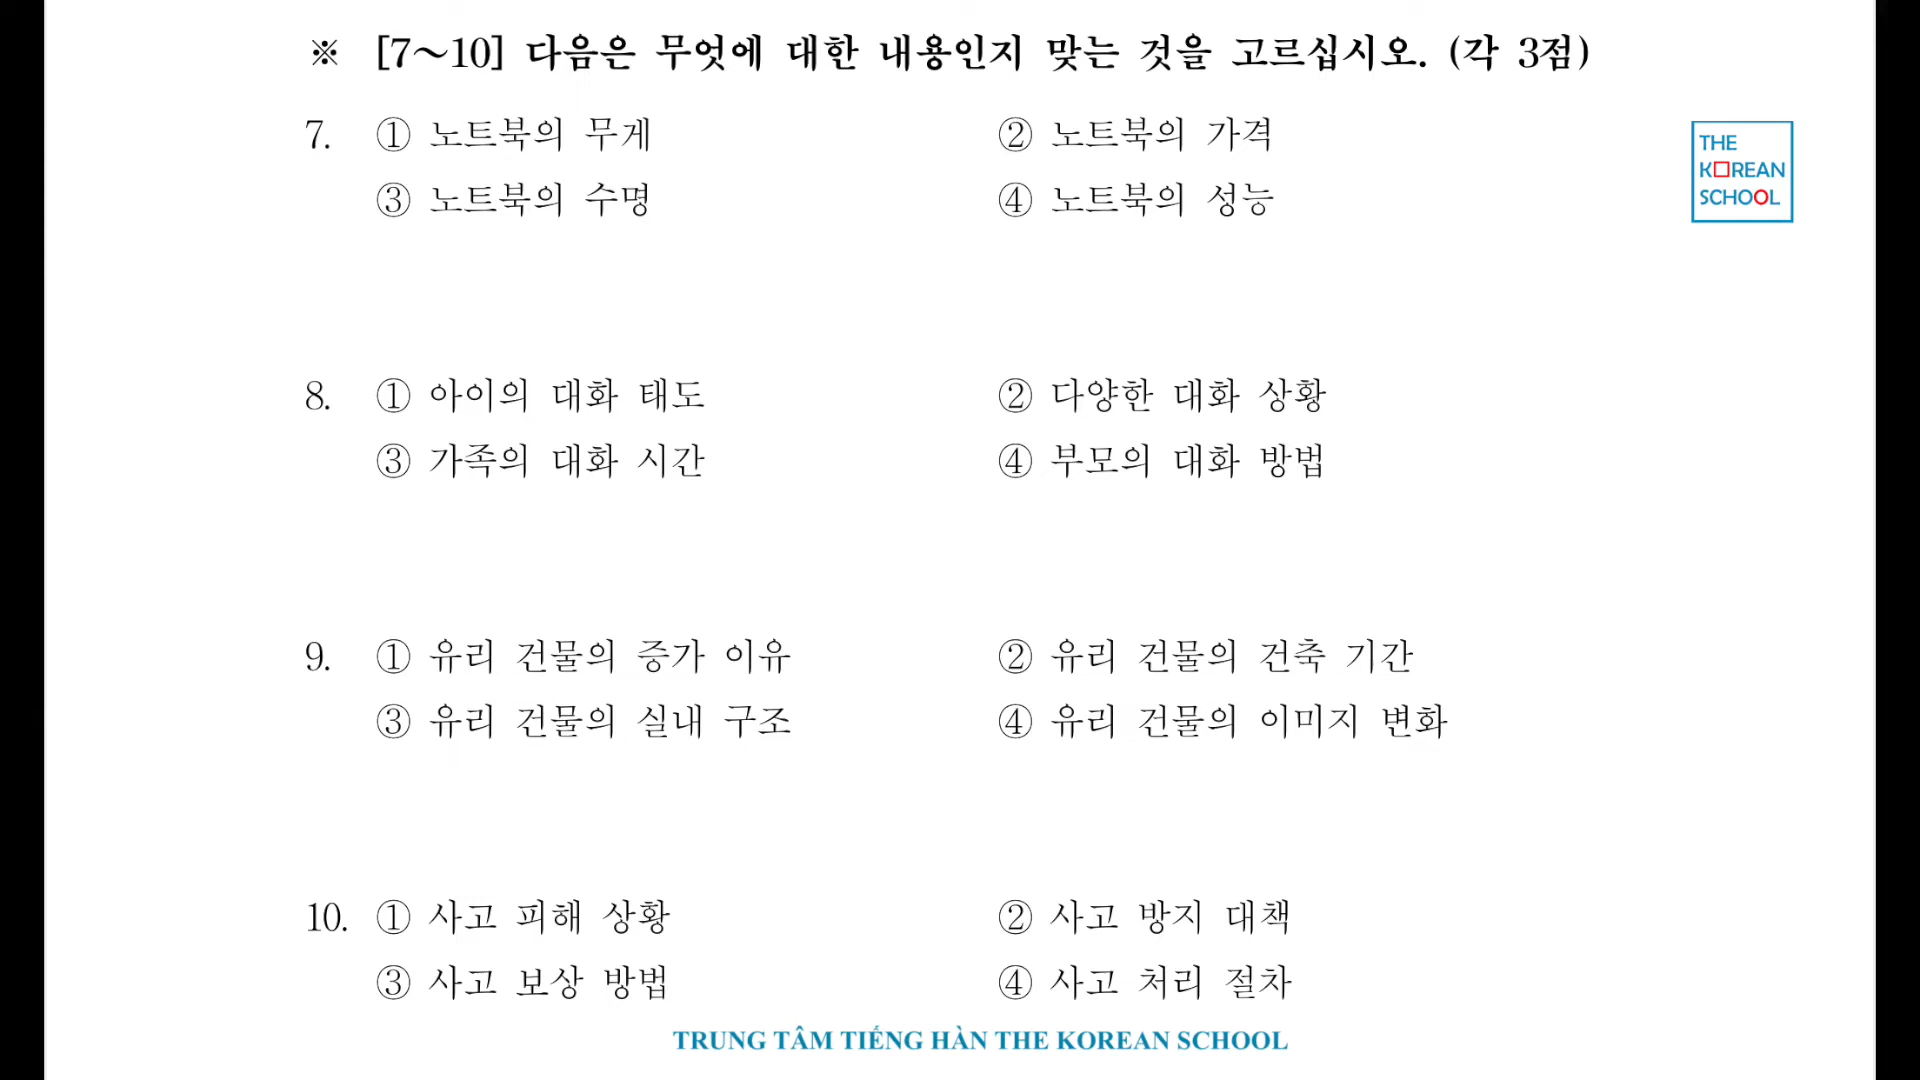 ※ [7～10] 다음은 무엇에 대한 내용인지 맞는 것을 고르십시오. (각 3점)
7. ① 노트북의 무게 ② 노트북의 가격
③ 노트북의 수명 ④ 노트북의 성능
THE
KOREAN
SCHOOL
8. ① 아이의 대화 태도 ② 다양한 대화 상황
③ 가족의 대화 시간 ④ 부모의 대화 방법
9. ① 유리 건물의 증가 이유 ② 유리 건물의 건축 기간
③ 유리 건물의 실내 구조 ④ 유리 건물의 이미지 변화
10. ① 사고 피해 상황 ② 사고 방지 대책
③ 사고 보상 방법 ④ 사고 처리 절차
TRUNG TÂM TIẾNG HÀN THE KOREAN SCHOOL